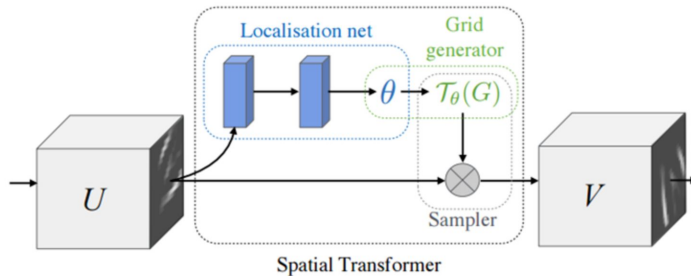 Localisation net
Grid
generator
θ
𝒯θ(G)
U
V
Sampler
Spatial Transformer